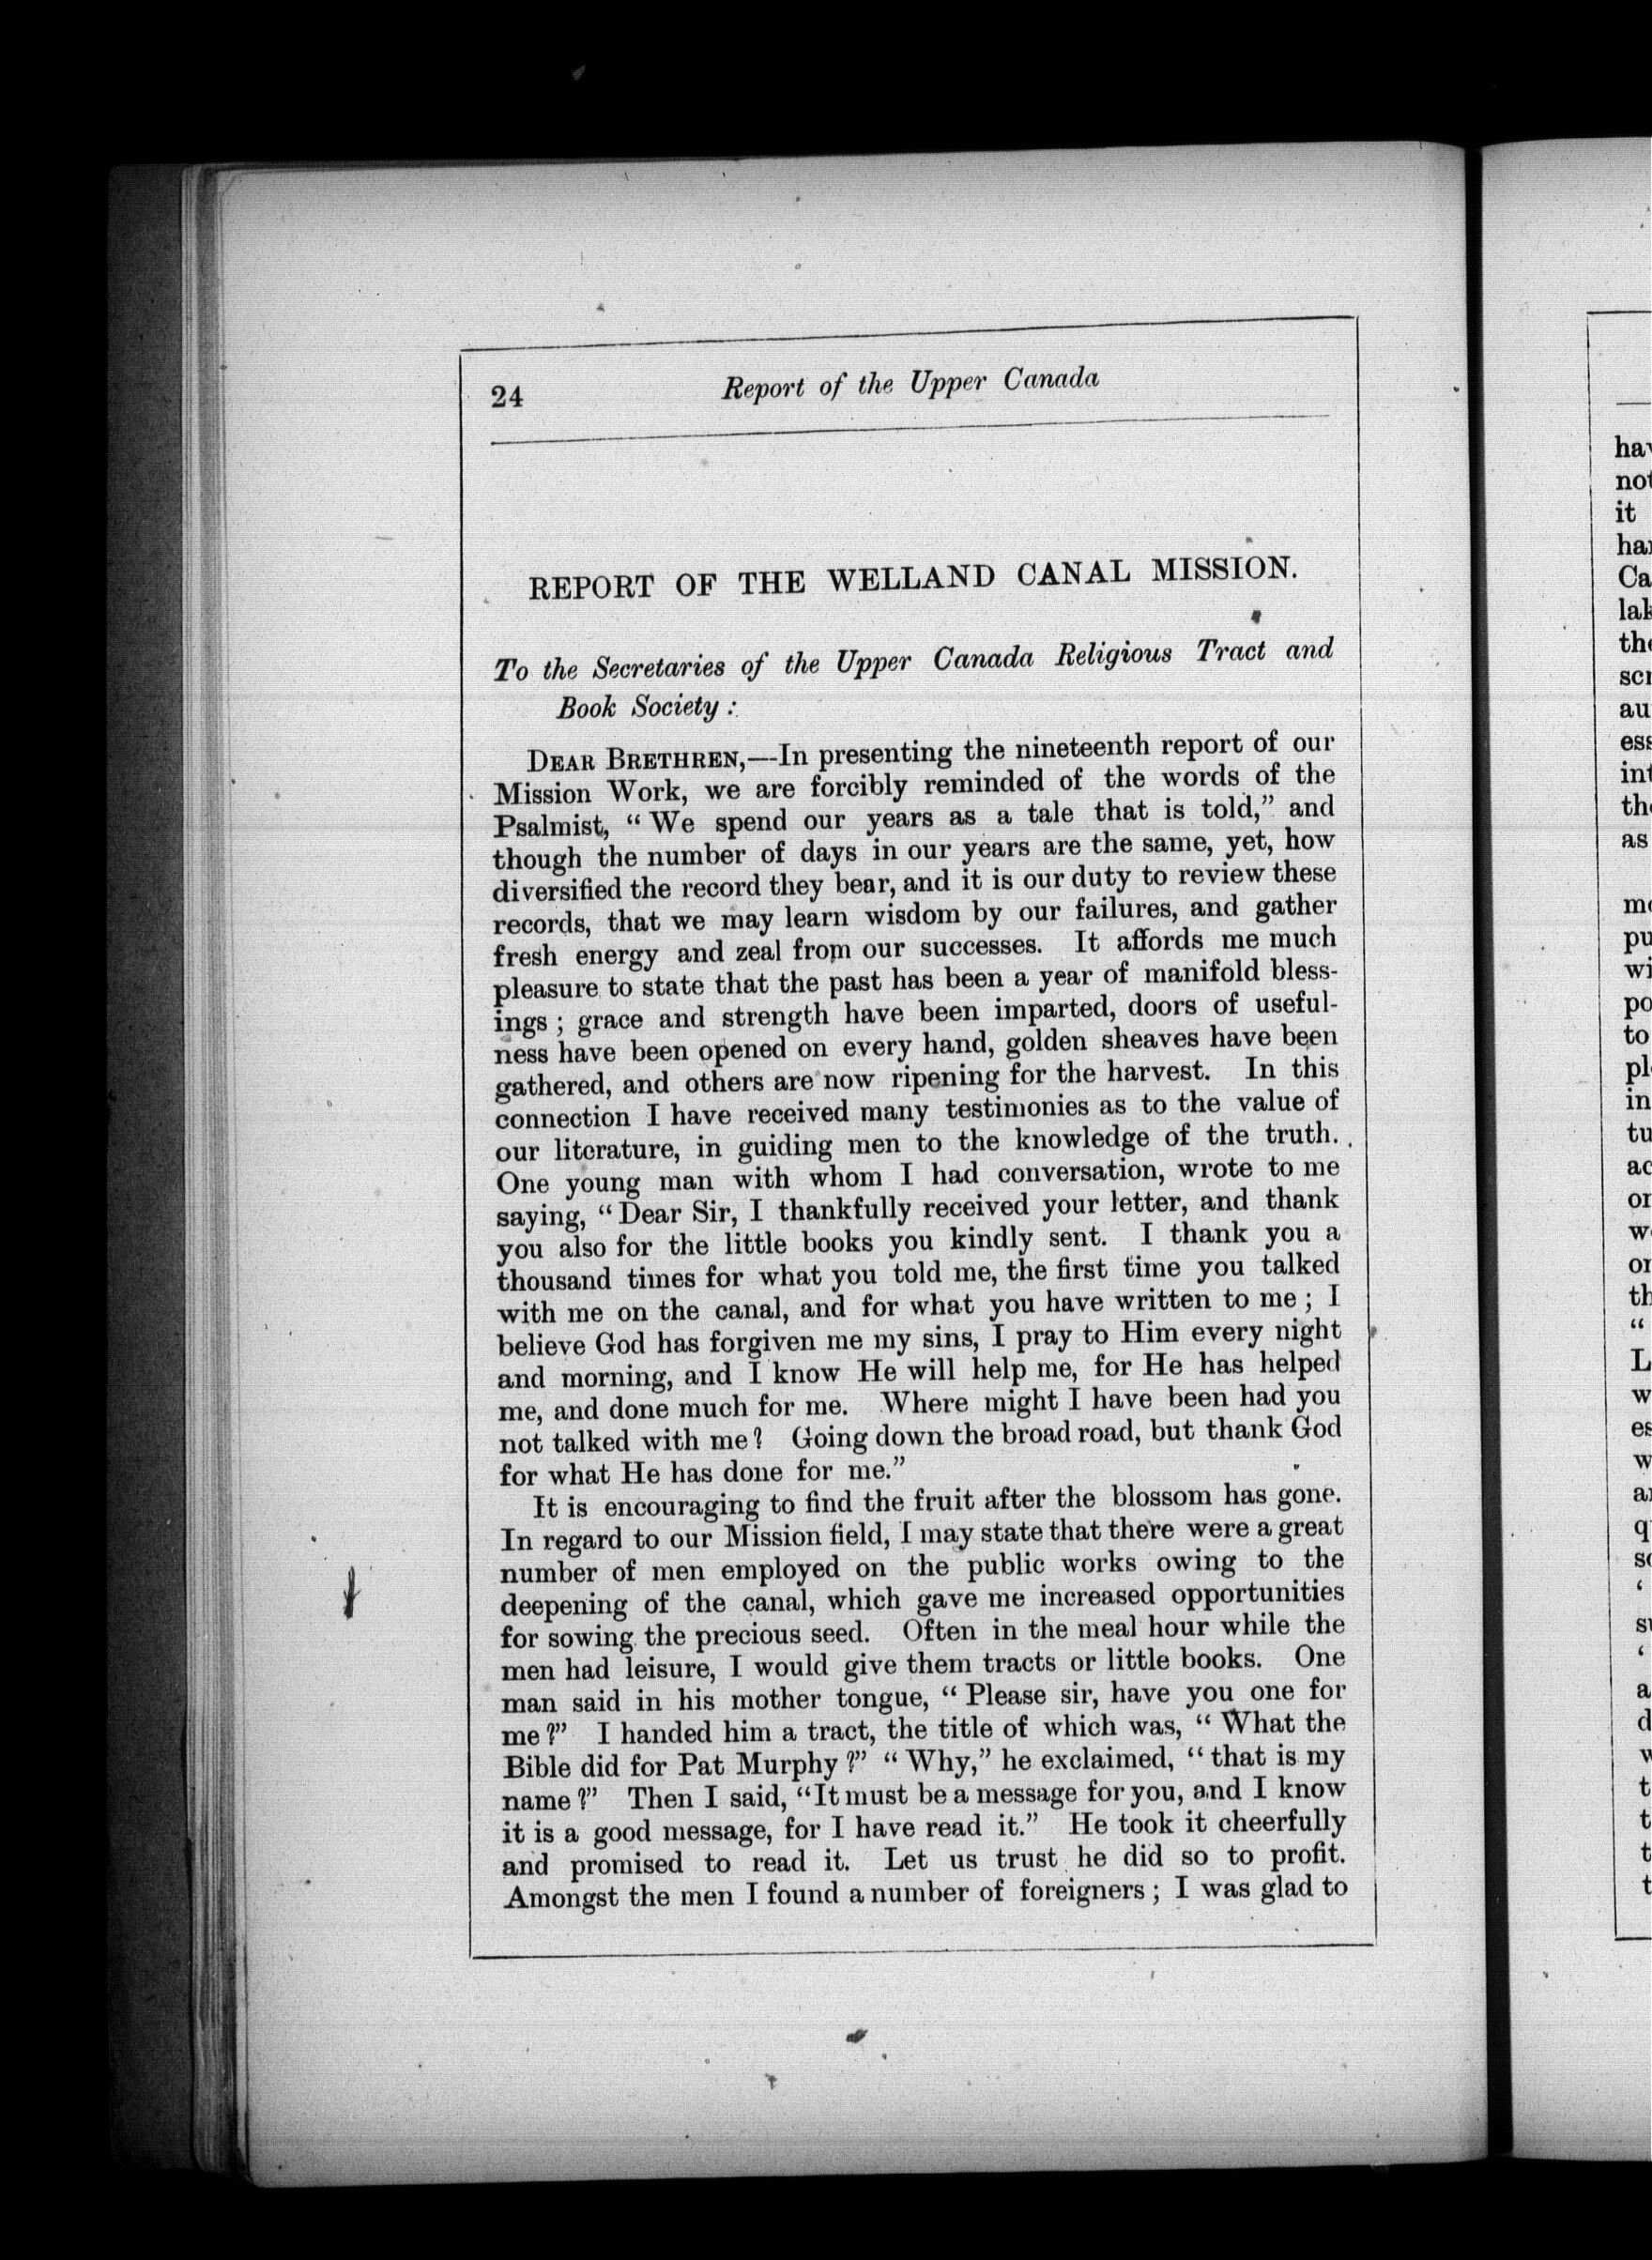 24
Report of the Upper Canada
REPORT OF THE WELLAND CANAL MISSION.
To the Secretaries of the Upper Canada Religious Tract and
Book Society :
DEAR BRETHREN,—In presenting the nineteenth report of our
Mission Work, we are forcibly reminded of the words of the
Psalmist, “ We spend our years as a tale that is told,” and
though the number of days in our years are the same, yet, how
diversified the record they bear, and it is our duty to review these
records, that we may learn wisdom by our failures, and gather
fresh energy and zeal from our successes. It affords me much
pleasure to state that the past has been a year of manifold bless-
ings ; grace and strength have been imparted, doors of useful-
ness have been opened on every hand, golden sheaves have been
gathered, and others are now ripening for the harvest. In this
connection I have received many testimonies as to the value of
our literature, in guiding men to the knowledge of the truth.
One young man with whom I had conversation, wrote to me
saying, “ Dear Sir, I thankfully received your letter, and thank
you also for the little books you kindly sent. I thank you a
thousand times for what you told me, the first time you talked
with me on the canal, and for what you have written to me ; I
believe God has forgiven me my sins, I pray to Him every night
and morning, and I know He will help me, for He has helped
me, and done much for me. Where might I have been had you
not talked with me? Going down the broad road, but thank God
for what He has done for me.”
It is encouraging to find the fruit after the blossom has gone.
In regard to our Mission field, I may state that there were a great
number of men employed on the public works owing to the
deepening of the canal, which gave me increased opportunities
for sowing the precious seed. Often in the meal hour while the
men had leisure, I would give them tracts or little books. One
man said in his mother tongue, “ Please sir, have you one for
me ?” I handed him a tract, the title of which was, “ What the
Bible did for Pat Murphy ?” “ Why,” he exclaimed, “ that is my
name ?” Then I said, “It must be a message for you, and I know
it is a good message, for I have read it.” He took it cheerfully
and promised to read it. Let us trust he did so to profit.
Amongst the men I found a number of foreigners ; I was glad to